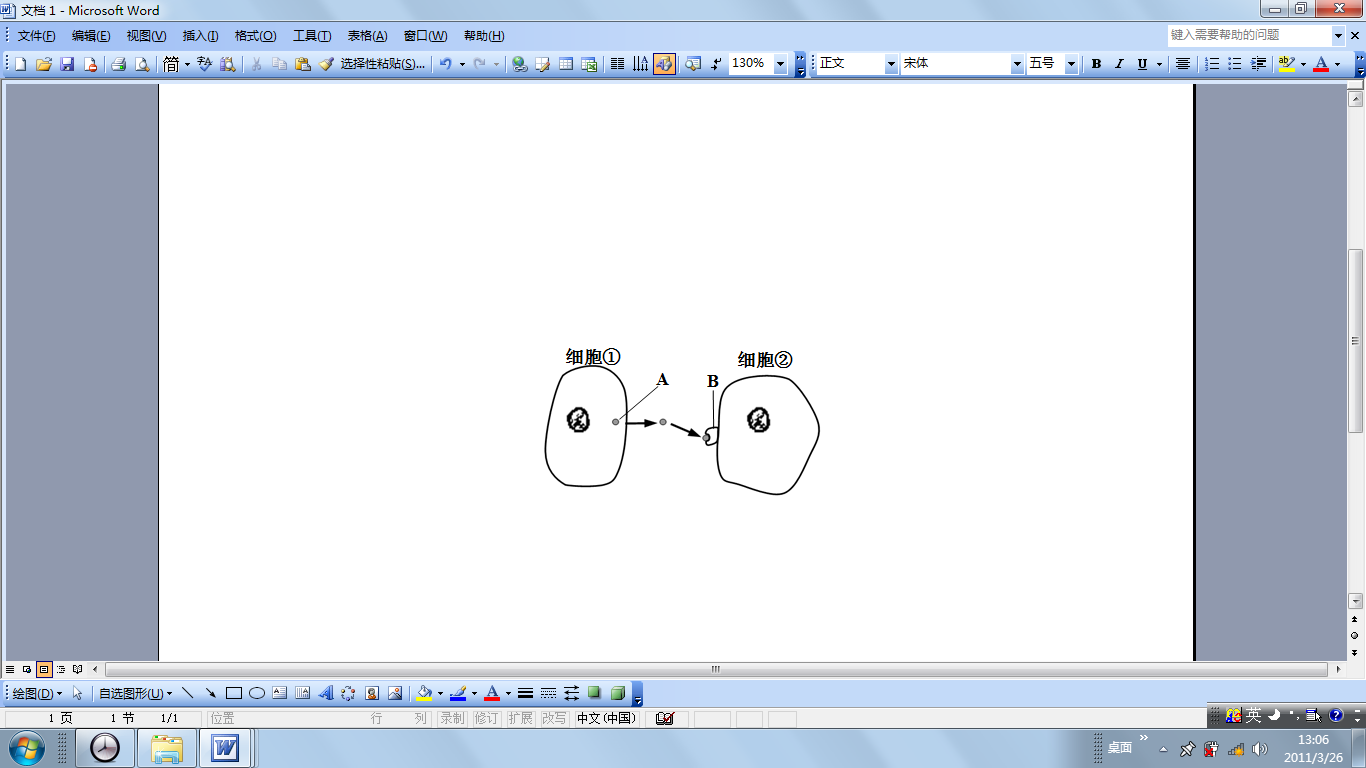 文档 1 - Microsoft Word
文件(F) 编辑(E) 视图(V) 插入(I) 格式(O) 工具(T) 表格(A) 窗口(W) 帮助(H) 键入需要帮助的问题
简 选择性粘贴(S)... 130% 正文 宋体 五号 B I U A
细胞① 细胞②
A B
绘图(D) 自选图形(U) A A
1 页 1 节 1/1 位置 行 列 录制 修订 扩展 改写 中文(中国)
英
桌面 13:06
2011/3/26